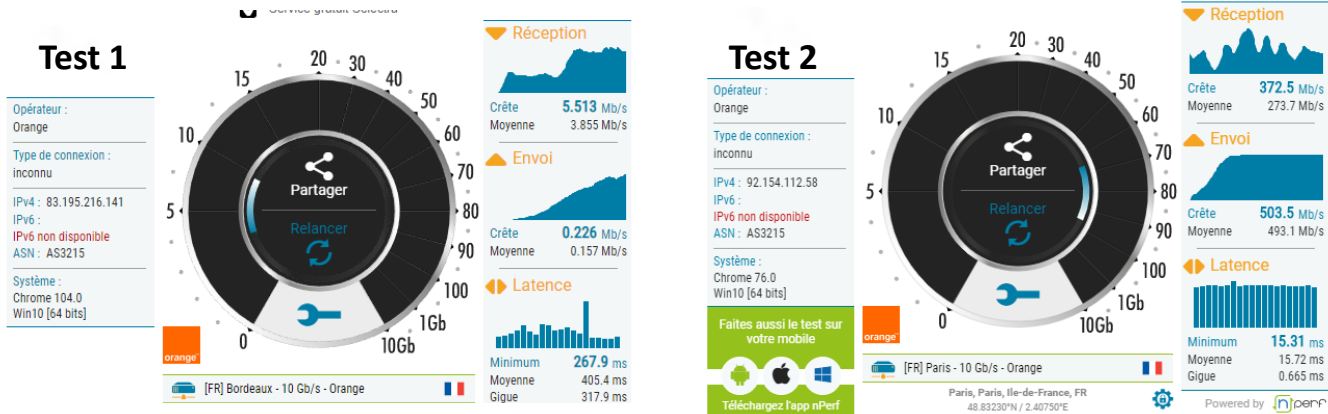 Service gratuit Selectra
Test 1
Opérateur :
Orange
Type de connexion :
inconnu
IPv4 : 83.195.216.141
IPv6 :
IPv6 non disponible
ASN : AS3215
Système :
Chrome 104.0
Win10 [64 bits]
orange™
0
5
10
15
20
30
40
50
60
70
80
90
100
1Gb
10Gb
Partager
Relancer
[FR] Bordeaux - 10 Gb/s - Orange
Réception
Crête 5.513 Mb/s
Moyenne 3.855 Mb/s
Envoi
Crête 0.226 Mb/s
Moyenne 0.157 Mb/s
Latence
Minimum 267.9 ms
Moyenne 405.4 ms
Gigue 317.9 ms
Test 2
Opérateur :
Orange
Type de connexion :
inconnu
IPv4 : 92.154.112.58
IPv6 :
IPv6 non disponible
ASN : AS3215
Système :
Chrome 76.0
Win10 [64 bits]
Faites aussi le test sur
votre mobile
Téléchargez l'app nPerf
orange™
0
5
10
15
20
30
40
50
60
70
80
90
100
1Gb
10Gb
Partager
Relancer
[FR] Paris - 10 Gb/s - Orange
Paris, Paris, Ile-de-France, FR
48.83230°N / 2.40750°E
Réception
Crête 372.5 Mb/s
Moyenne 273.7 Mb/s
Envoi
Crête 503.5 Mb/s
Moyenne 493.1 Mb/s
Latence
Minimum 15.31 ms
Moyenne 15.72 ms
Gigue 0.665 ms
Powered by nperf